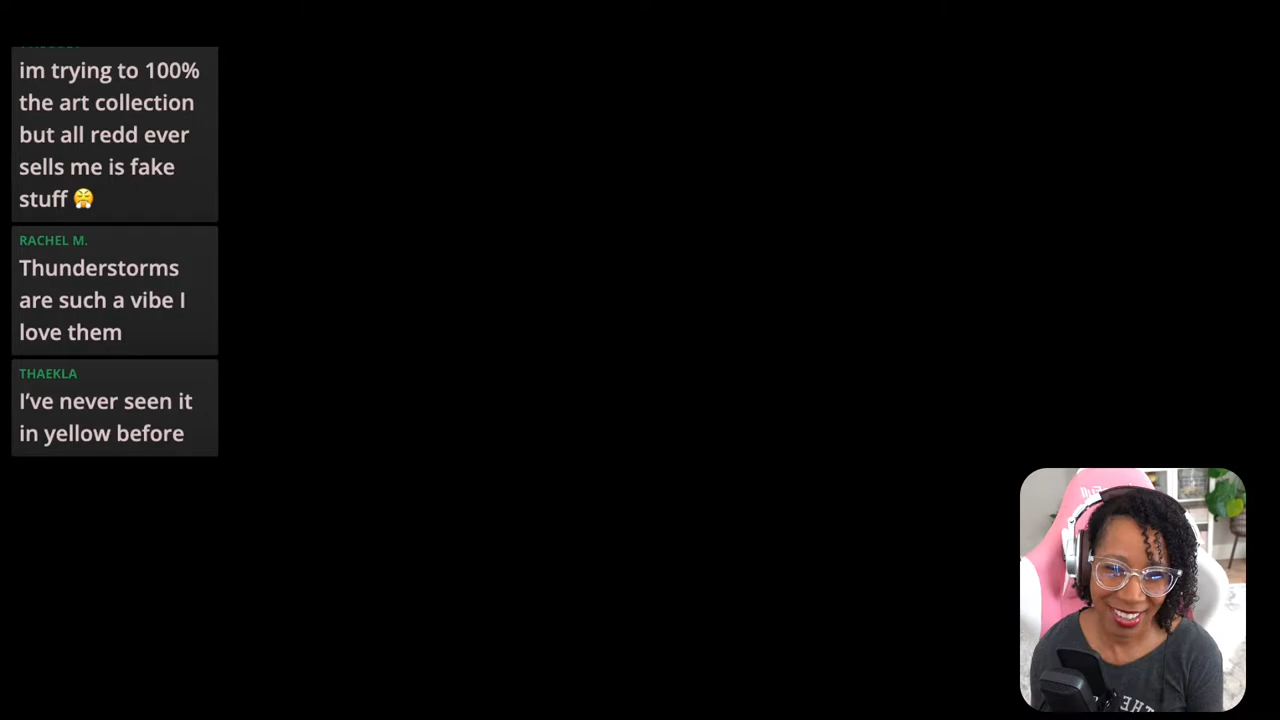 im trying to 100%
the art collection
but all redd ever
sells me is fake
stuff 😤
RACHEL M.
Thunderstorms
are such a vibe I
love them
THAEKLA
I’ve never seen it
in yellow before